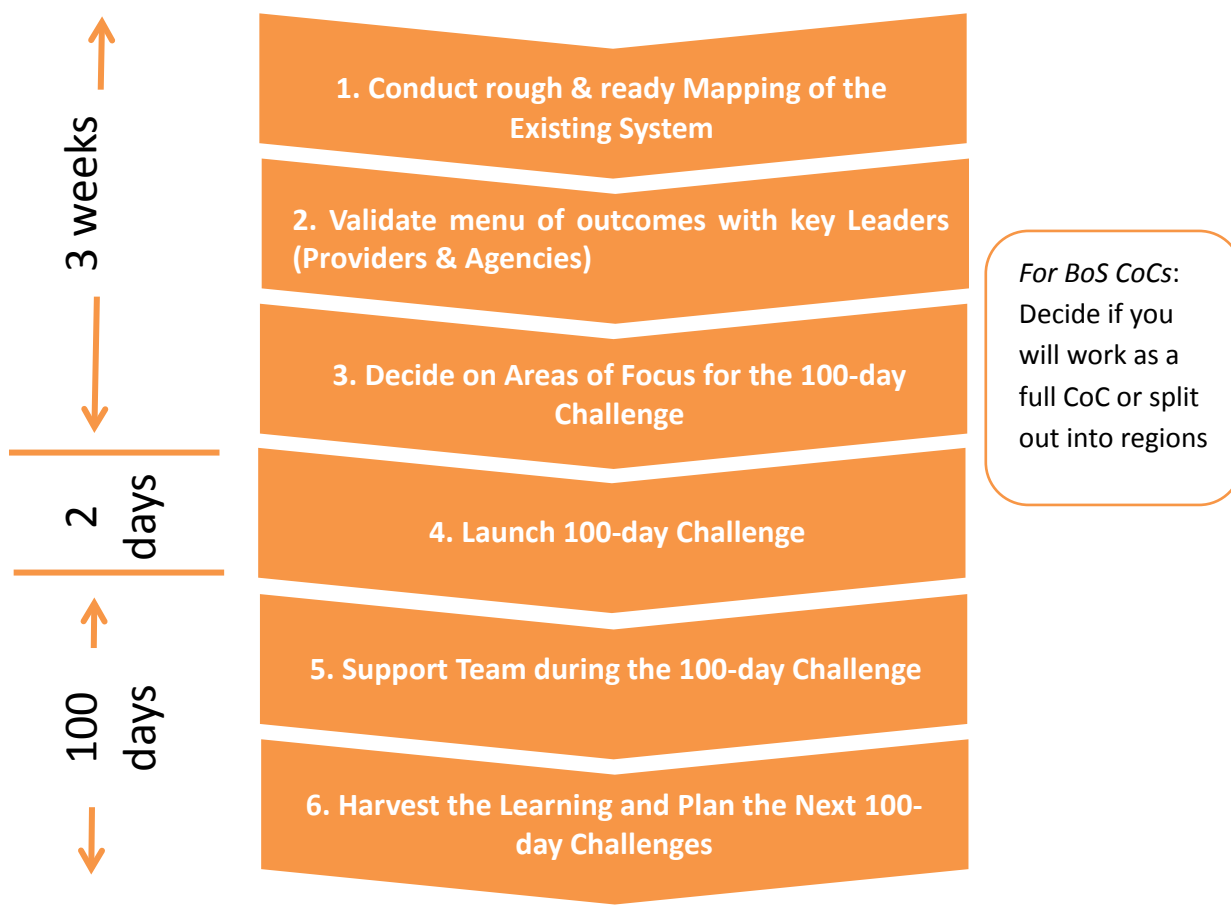 3 weeks
1. Conduct rough & ready Mapping of the
Existing System
2. Validate menu of outcomes with key Leaders
(Providers & Agencies)
For BoS CoCs:
Decide if you
will work as a
full CoC or split
out into regions
3. Decide on Areas of Focus for the 100-day
Challenge
2
days
4. Launch 100-day Challenge
100
days
5. Support Team during the 100-day Challenge
6. Harvest the Learning and Plan the Next 100-
day Challenges